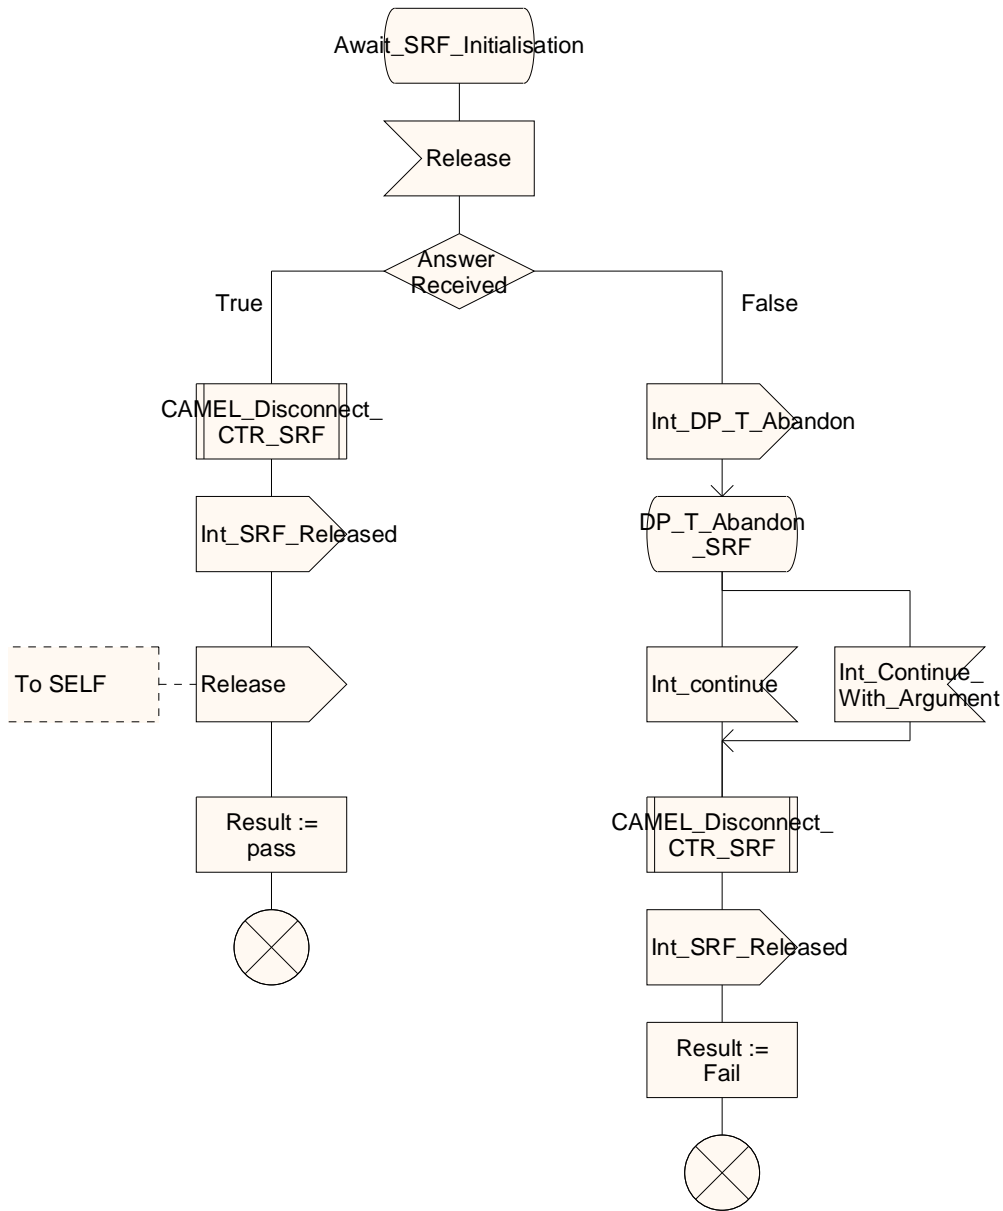 Await_SRF_Initialisation
Release
Answer
Received
True
False
CAMEL_Disconnect_
CTR_SRF
Int_DP_T_Abandon
Int_SRF_Released
DP_T_Abandon
_SRF
To SELF
Release
Int_continue
Int_Continue_
With_Argument
Result :=
pass
CAMEL_Disconnect_
CTR_SRF
Int_SRF_Released
Result :=
Fail